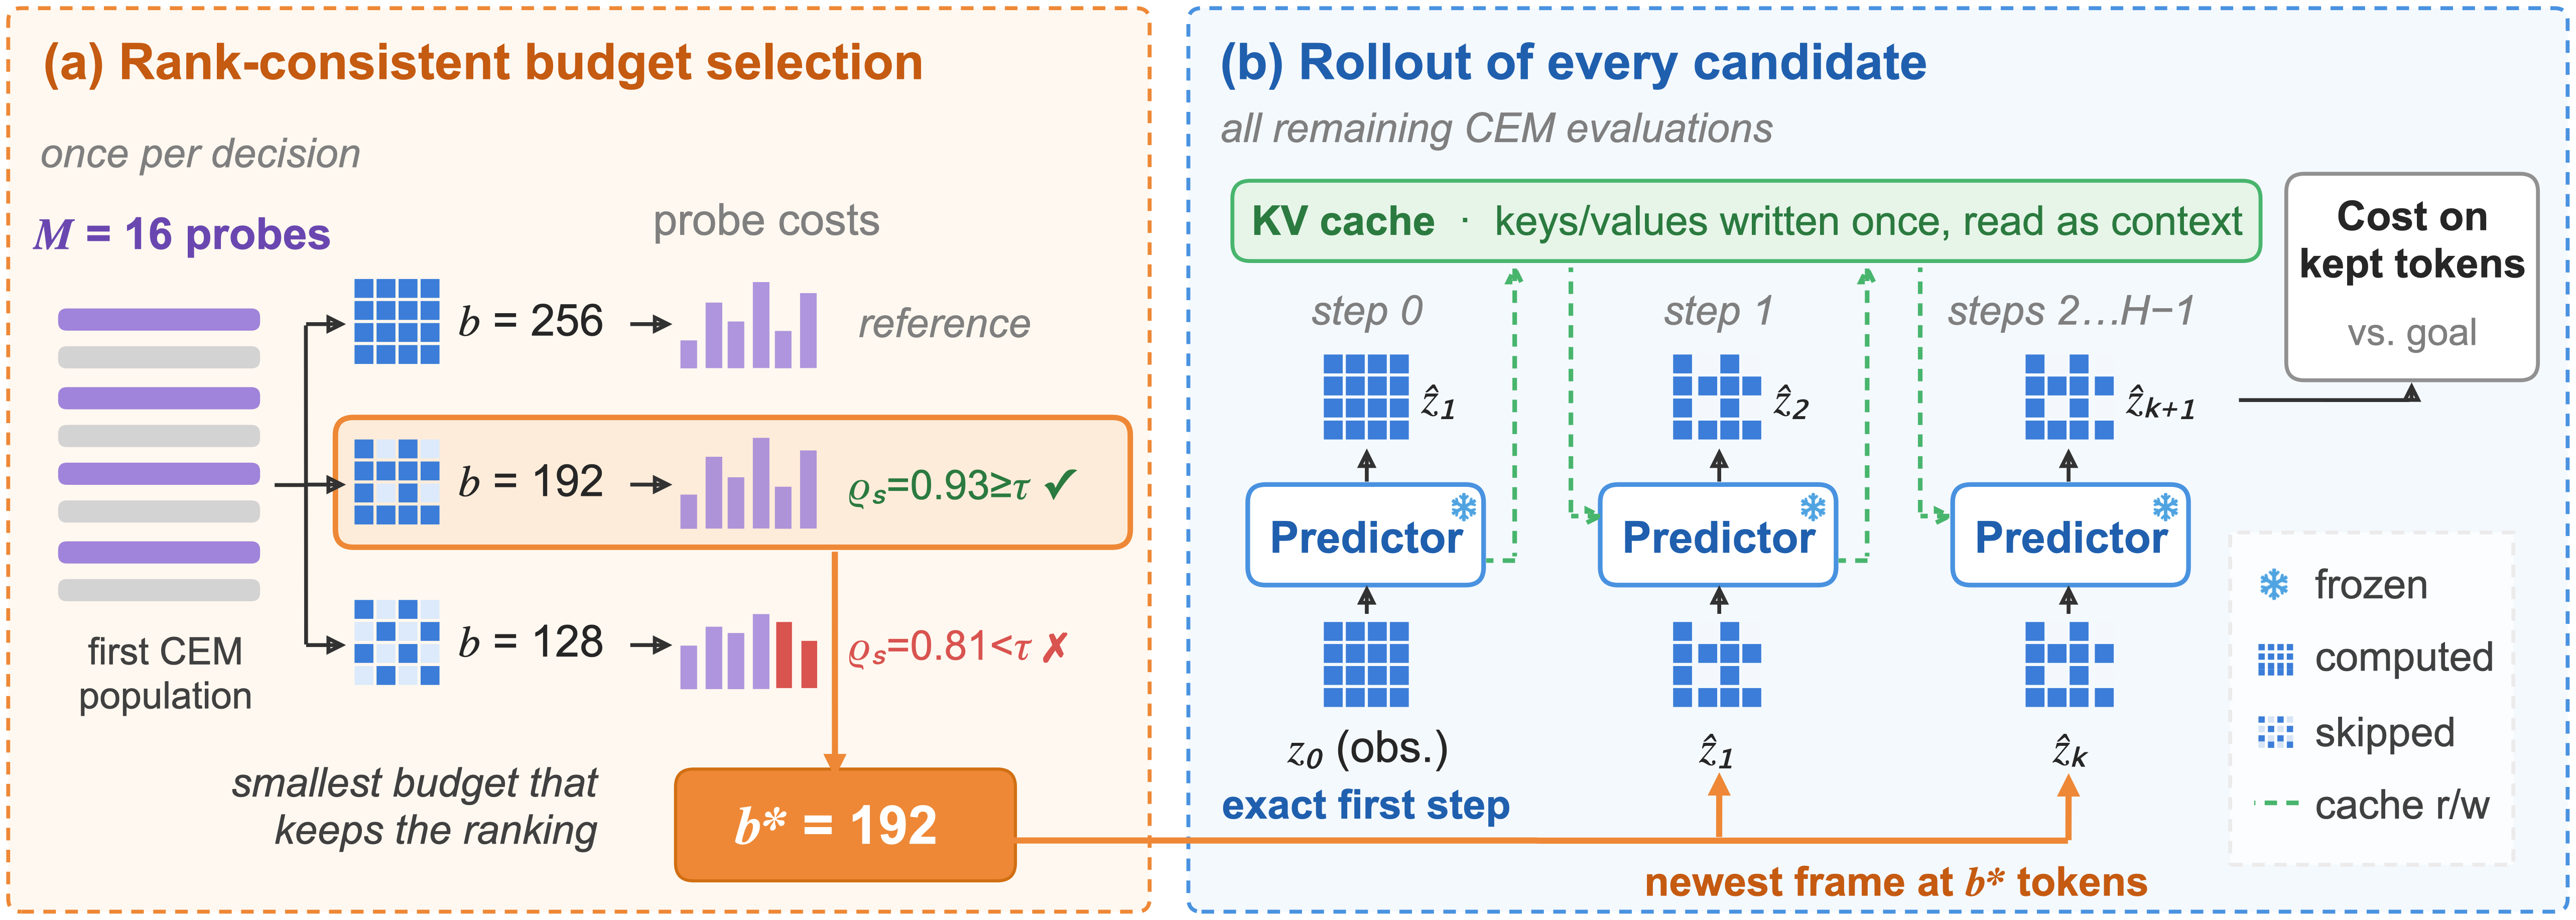 (a) Rank-consistent budget selection
once per decision
M = 16 probes
probe costs
b = 256
reference
b = 192
ϱs=0.93≥τ ✓
b = 128
ϱs=0.81<τ ✗
first CEM
population
smallest budget that
keeps the ranking
b* = 192
(b) Rollout of every candidate
all remaining CEM evaluations
KV cache · keys/values written once, read as context
Cost on
kept tokens
vs. goal
step 0
step 1
steps 2…H−1
ẑ1
ẑ2
ẑk+1
Predictor
Predictor
Predictor
z0 (obs.)
ẑ1
ẑk
exact first step
newest frame at b* tokens
frozen
computed
skipped
cache r/w